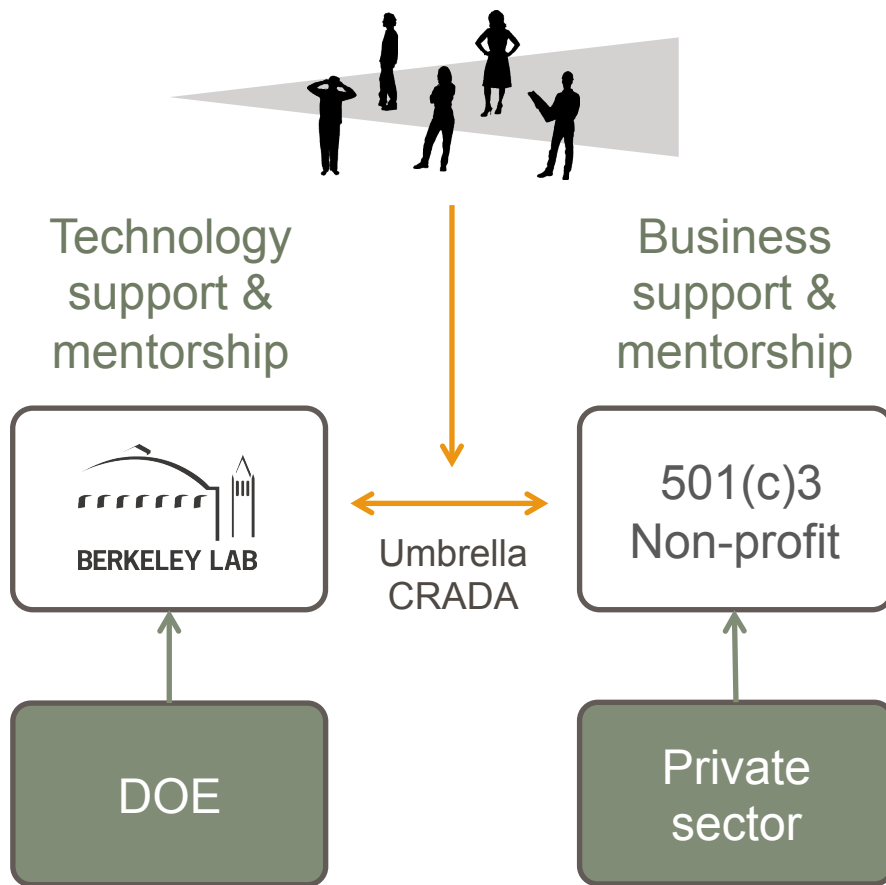 Technology
support &
mentorship
Business
support &
mentorship
BERKELEY LAB
Umbrella
CRADA
501(c)3
Non-profit
DOE
Private
sector